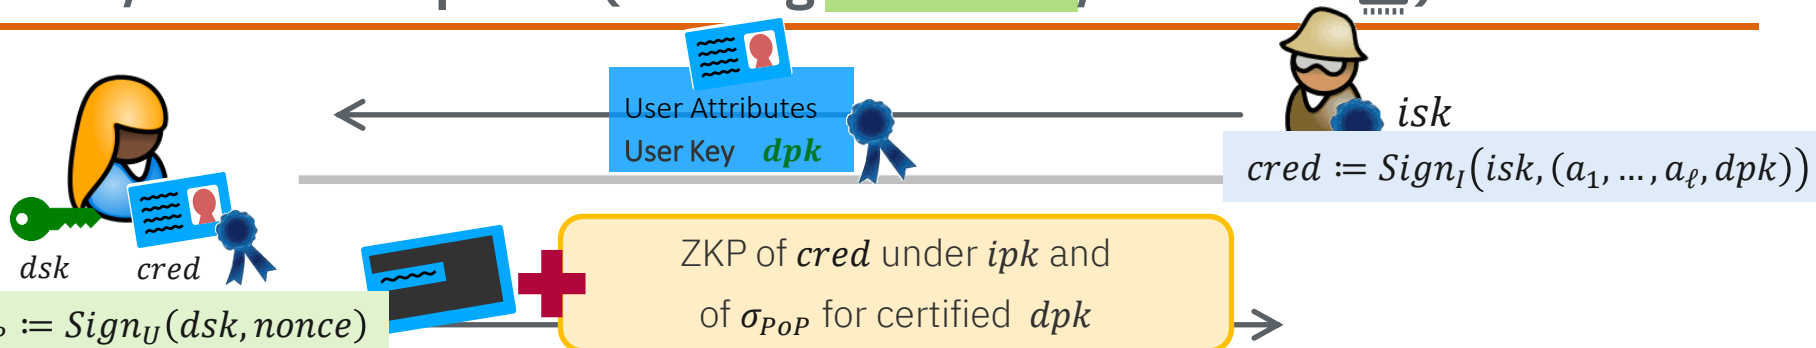 User Attributes
User Key dpk
isk
cred ≔ Sign_I(isk, (a_1, …, a_ℓ, dpk))
dsk cred
ZKP of cred under ipk and
of σ_PoP for certified dpk
≔ Sign_U(dsk, nonce)